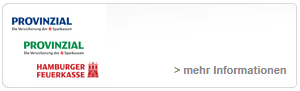 PROVINZIAL
Die Versicherung der Sparkassen
PROVINZIAL
Die Versicherung der Sparkassen
HAMBURGER
FEUERKASSE
> mehr Informationen